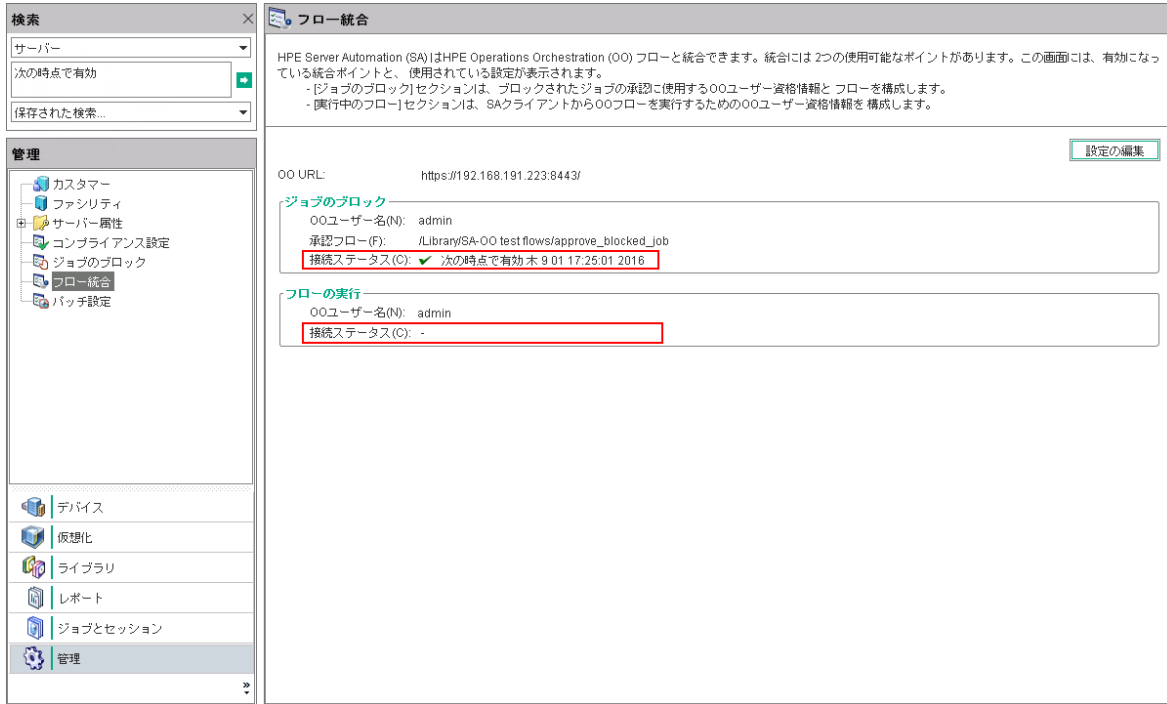 検索
サーバー
次の時点で有効
保存された検索...
管理
カスタマー
ファシリティ
サーバー属性
コンプライアンス設定
ジョブのブロック
フロー統合
パッチ設定
デバイス
仮想化
ライブラリ
レポート
ジョブとセッション
管理
フロー統合
HPE Server Automation (SA)はHPE Operations Orchestration (OO) フローと統合できます。統合には 2つの使用可能なポイントがあります。この画面には、有効になっ
ている統合ポイントと、 使用されている設定が表示されます。
- [ジョブのブロック] セクションは、ブロックされたジョブの承認に使用するOOユーザー資格情報と フローを構成します。
- [実行中のフロー] セクションは、SAクライアントからOOフローを実行するためのOOユーザー資格情報を 構成します。
設定の編集
OO URL: https://192.168.191.223:8443/
ジョブのブロック
OOユーザー名(N): admin
承認フロー(F): /Library/SA-OO test flows/approve_blocked_job
接続ステータス(C): ✔ 次の時点で有効 木 9 01 17:25:01 2016
フローの実行
OOユーザー名(N): admin
接続ステータス(C): -